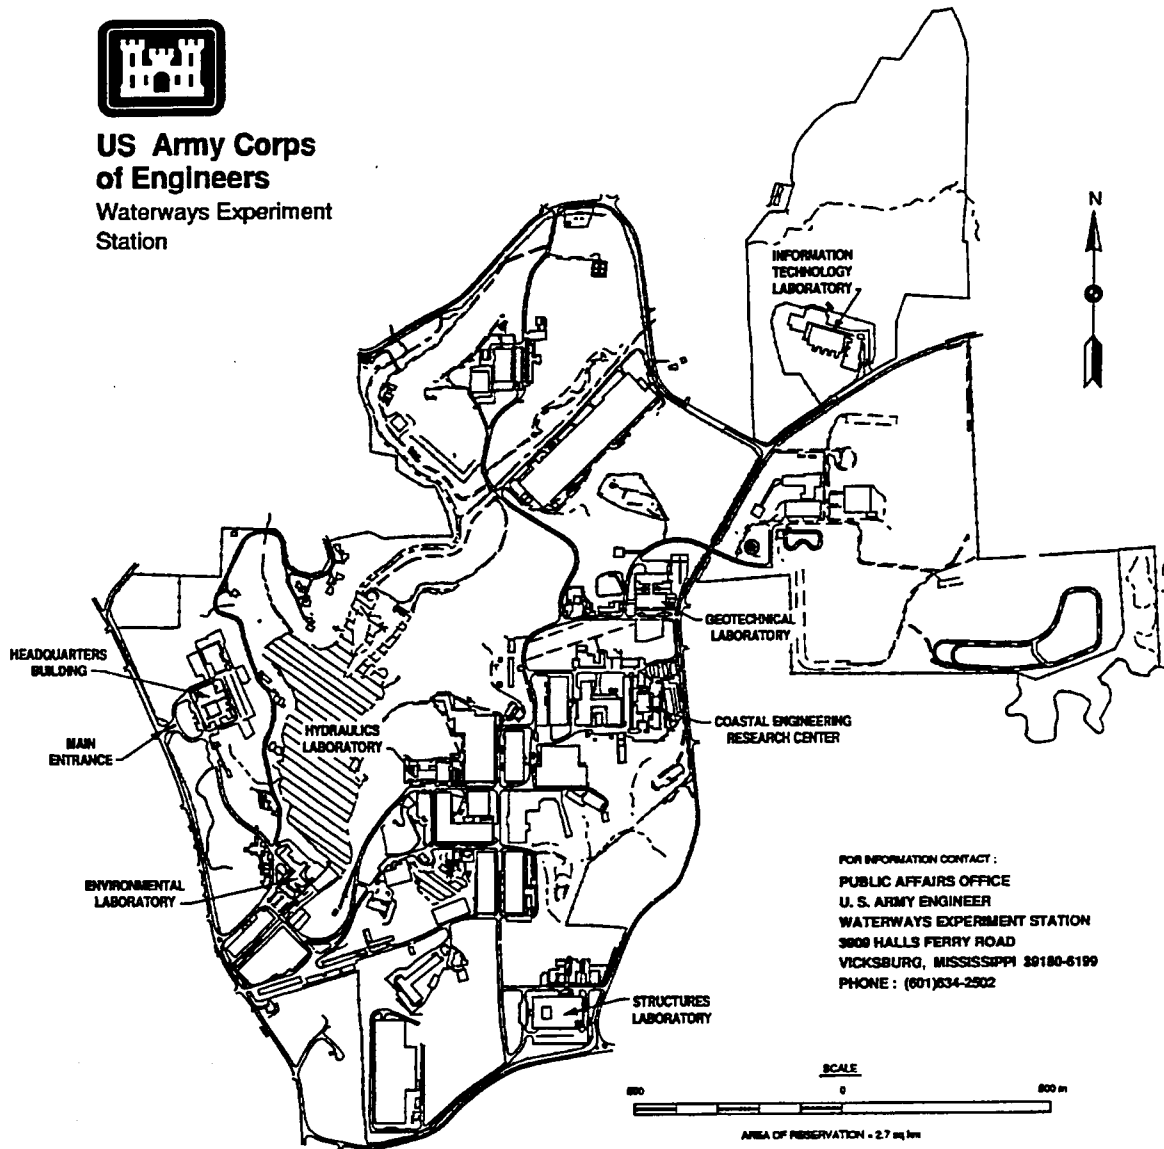 US Army Corps
of Engineers
Waterways Experiment
Station
N
INFORMATION
TECHNOLOGY
LABORATORY
GEOTECHNICAL
LABORATORY
HEADQUARTERS
BUILDING
MAIN
ENTRANCE
HYDRAULICS
LABORATORY
COASTAL ENGINEERING
RESEARCH CENTER
ENVIRONMENTAL
LABORATORY
STRUCTURES
LABORATORY
FOR INFORMATION CONTACT :
PUBLIC AFFAIRS OFFICE
U. S. ARMY ENGINEER
WATERWAYS EXPERIMENT STATION
3909 HALLS FERRY ROAD
VICKSBURG, MISSISSIPPI 39180-6199
PHONE : (601)634-2502
SCALE
500 0 500 m
AREA OF RESERVATION = 2.7 sq km